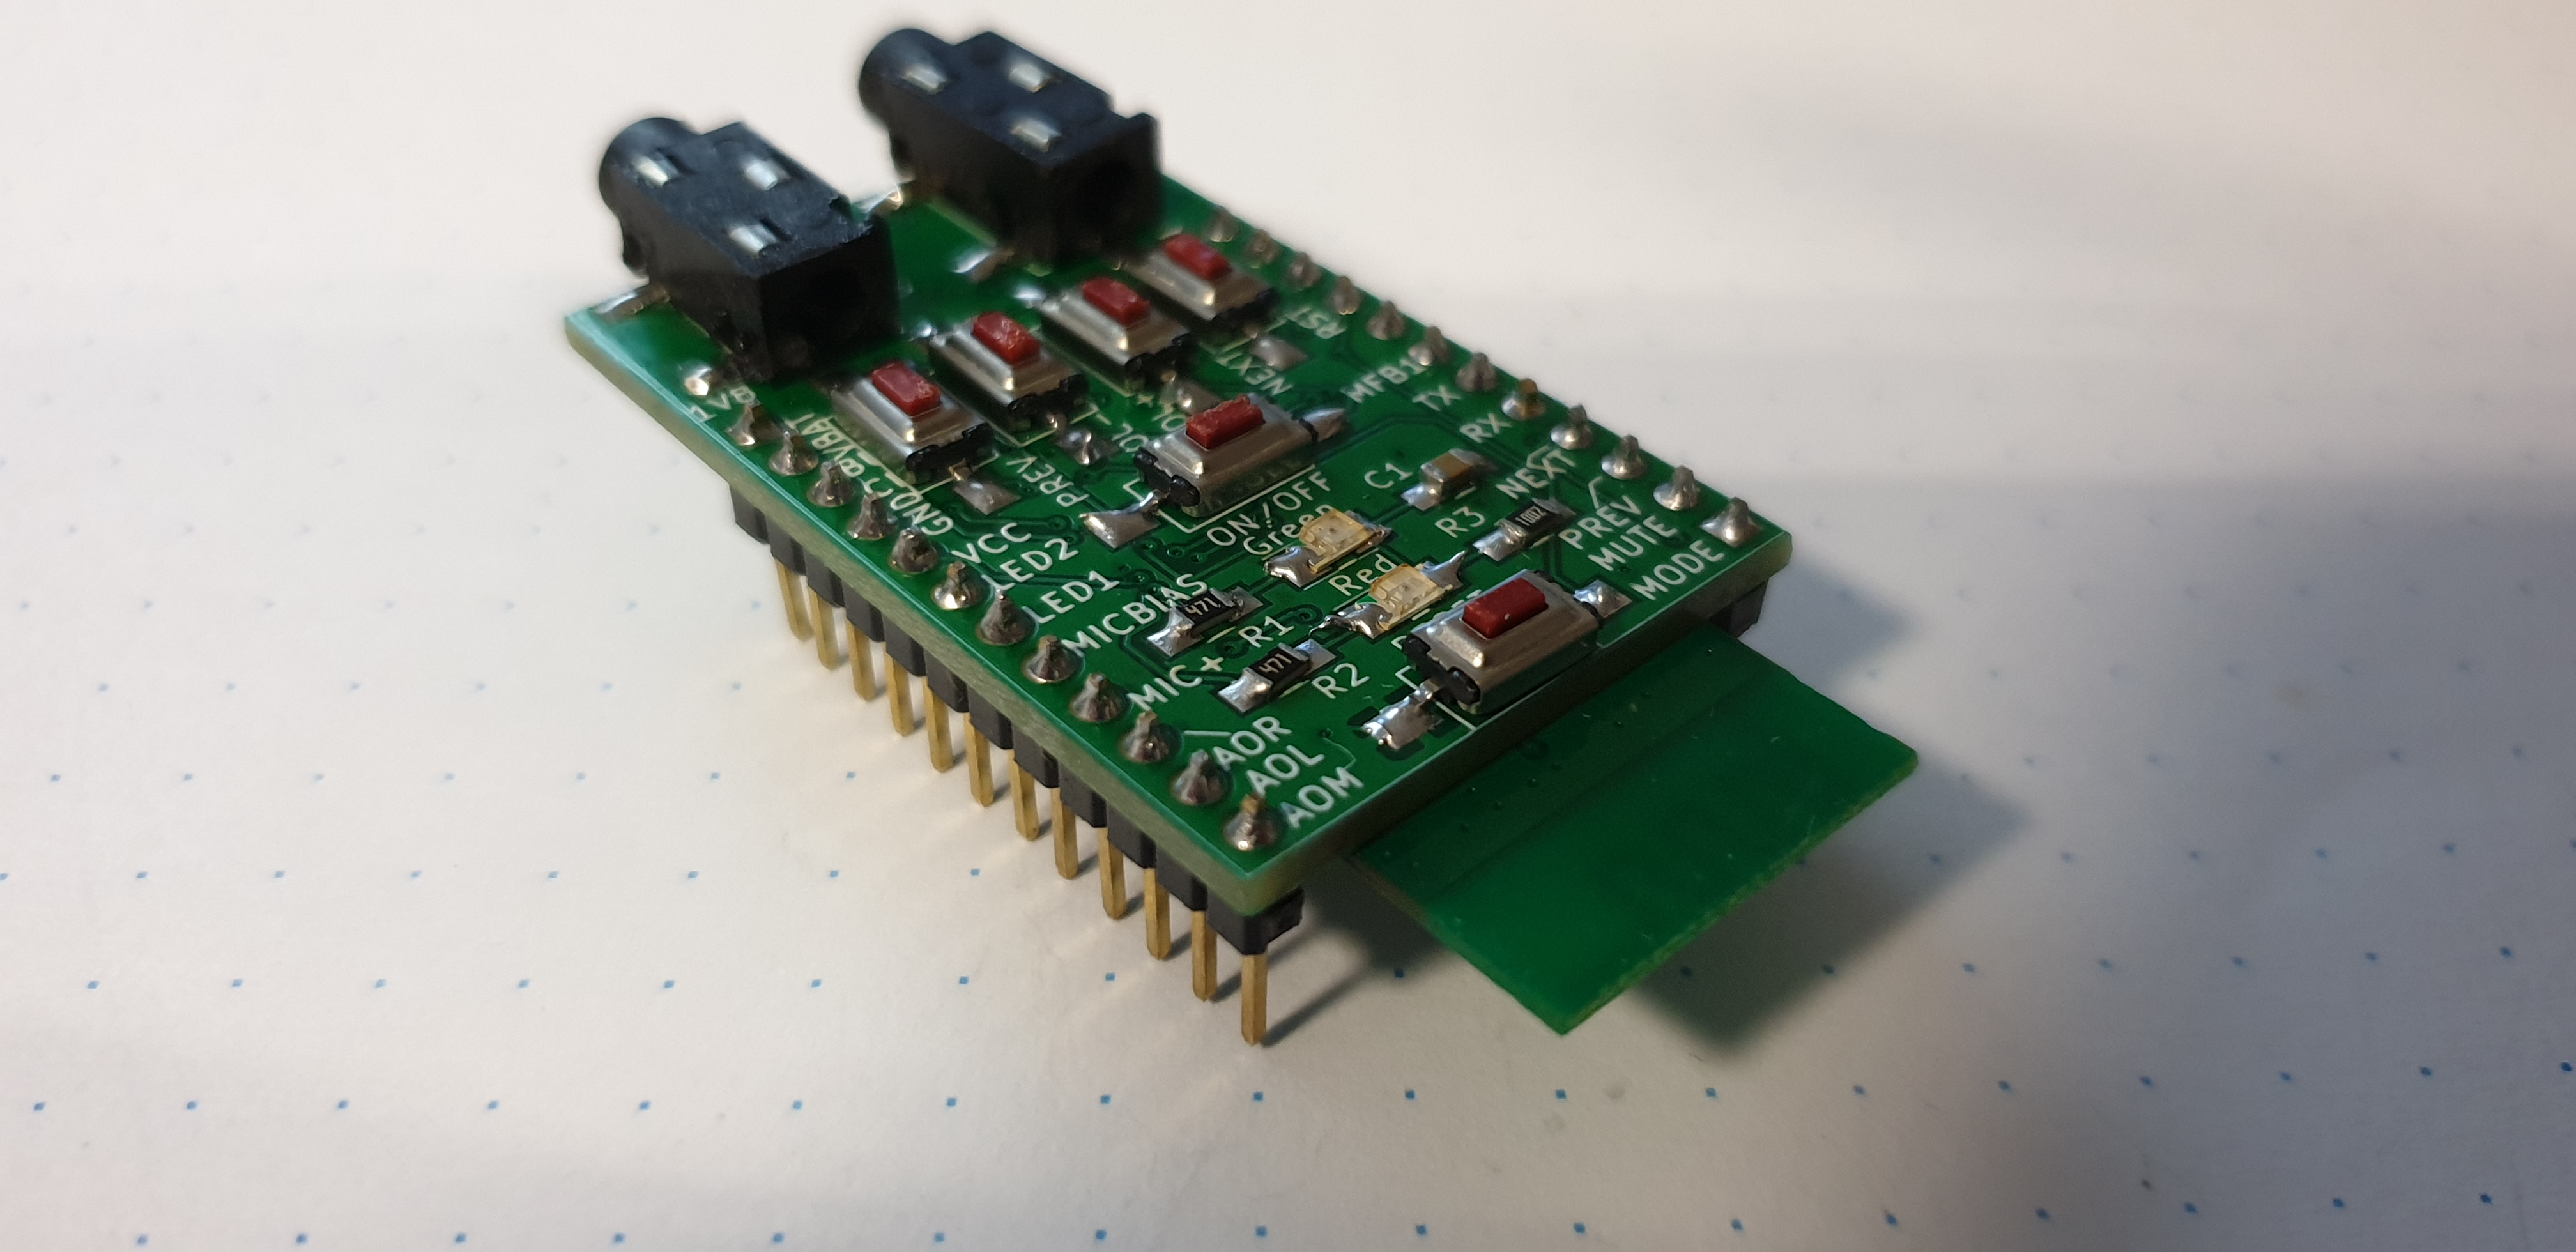 RST
NEXT
MFB1
TX
RX
NEXT
PREV
MUTE
MODE
VBAT
GND
VCC
LED2
LED1
MICBIAS
MIC+
AOR
AOL
AOM
PREV
ON/OFF
Green
Red
C1
R3
1002
471
R1
471
R2